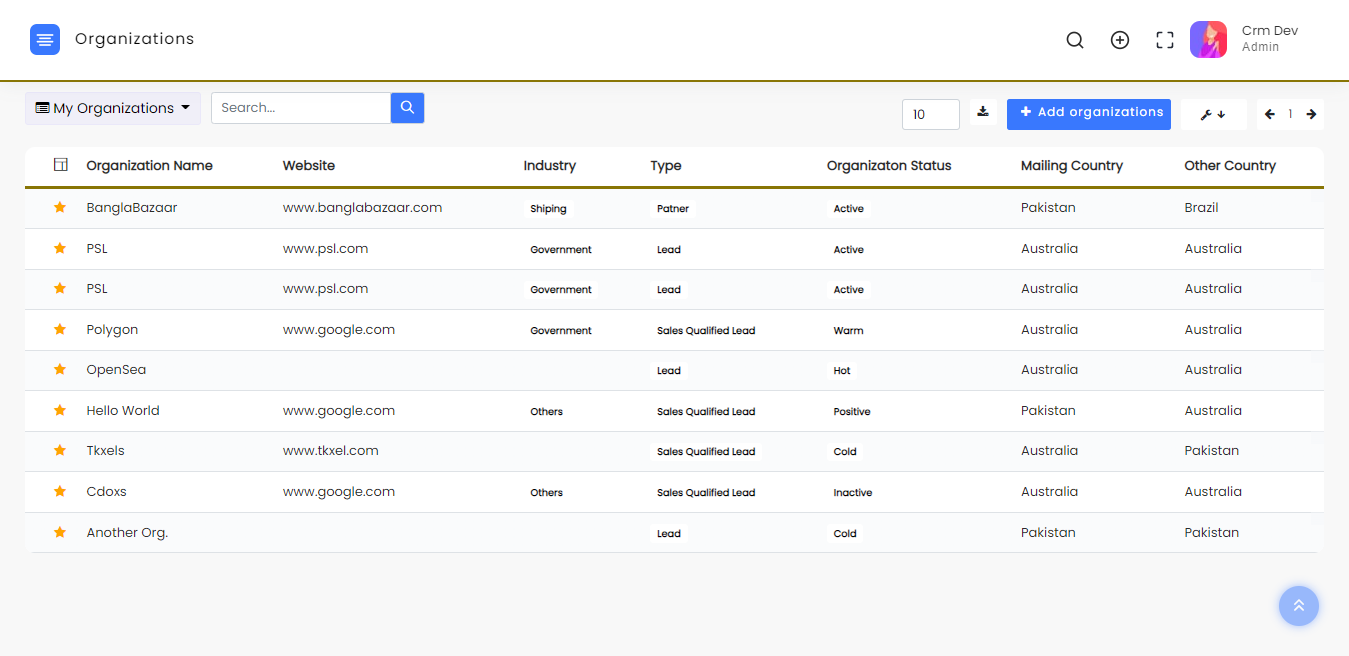 Organizations
Crm Dev
Admin
My Organizations Search... 10 Add organizations 1
Organization Name Website Industry Type Organizaton Status Mailing Country Other Country
BanglaBazaar www.banglabazaar.com Shiping Patner Active Pakistan Brazil
PSL www.psl.com Government Lead Active Australia Australia
PSL www.psl.com Government Lead Active Australia Australia
Polygon www.google.com Government Sales Qualified Lead Warm Australia Australia
OpenSea Lead Hot Australia Australia
Hello World www.google.com Others Sales Qualified Lead Positive Pakistan Australia
Tkxels www.tkxel.com Sales Qualified Lead Cold Australia Pakistan
Cdoxs www.google.com Others Sales Qualified Lead Inactive Australia Australia
Another Org. Lead Cold Pakistan Pakistan